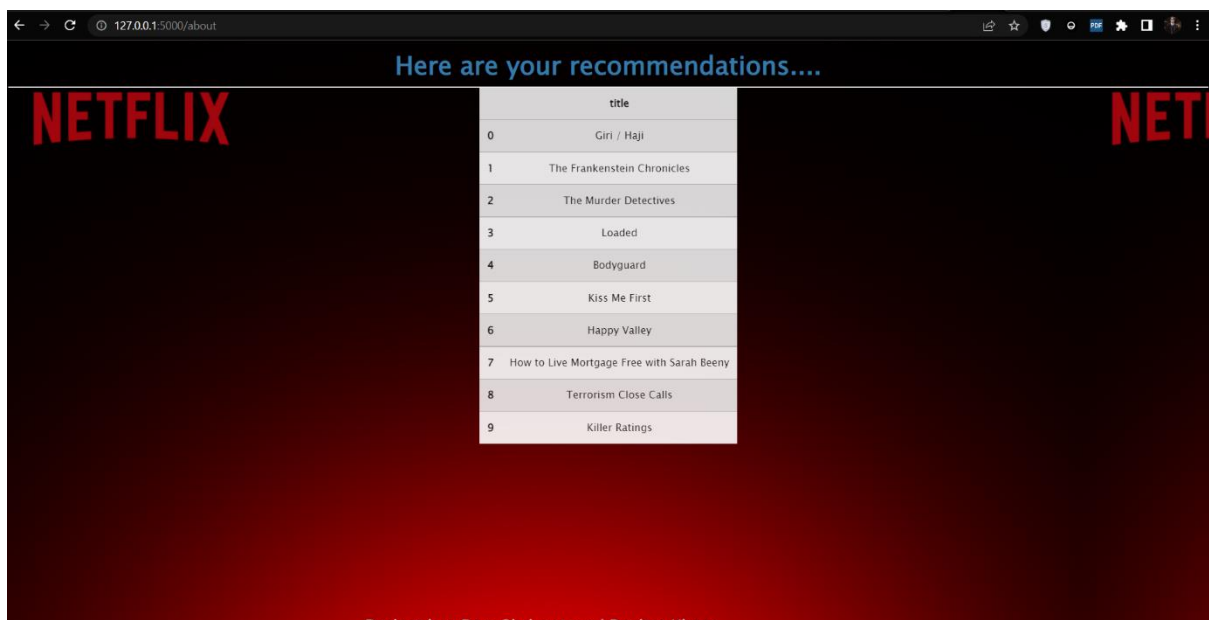 127.0.0.1:5000/about
PDF
Here are your recommendations....
NETFLIX
NET
title
0 Giri / Haji
1 The Frankenstein Chronicles
2 The Murder Detectives
3 Loaded
4 Bodyguard
5 Kiss Me First
6 Happy Valley
7 How to Live Mortgage Free with Sarah Beeny
8 Terrorism Close Calls
9 Killer Ratings